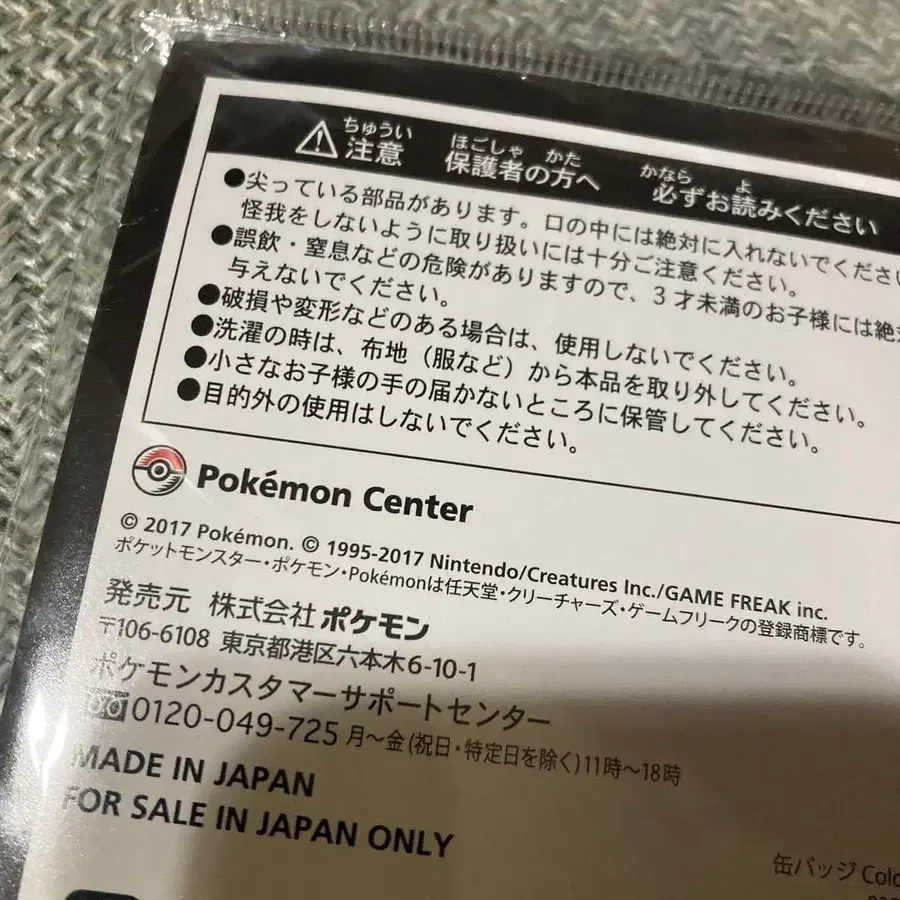 ちゅうい ほごしゃ かた かなら よ
注意 保護者の方へ 必ずお読みください
●尖っている部品があります。口の中には絶対に入れないでくださ
怪我をしないように取り扱いには十分ご注意ください。
●誤飲・窒息などの危険がありますので、3才未満のお子様には絶
与えないでください。
●破損や変形などのある場合は、使用しないでください。
●洗濯の時は、布地（服など）から本品を取り外してください。
●小さなお子様の手の届かないところに保管してください。
●目的外の使用はしないでください。
Pokémon Center
© 2017 Pokémon. © 1995-2017 Nintendo/Creatures Inc./GAME FREAK inc.
ポケットモンスター・ポケモン・Pokémonは任天堂・クリーチャーズ・ゲームフリークの登録商標です。
発売元 株式会社ポケモン
〒106-6108 東京都港区六本木6-10-1
ポケモンカスタマーサポートセンター
0120-049-725 月～金(祝日・特定日を除く)11時～18時
MADE IN JAPAN
FOR SALE IN JAPAN ONLY
缶バッジ Colo